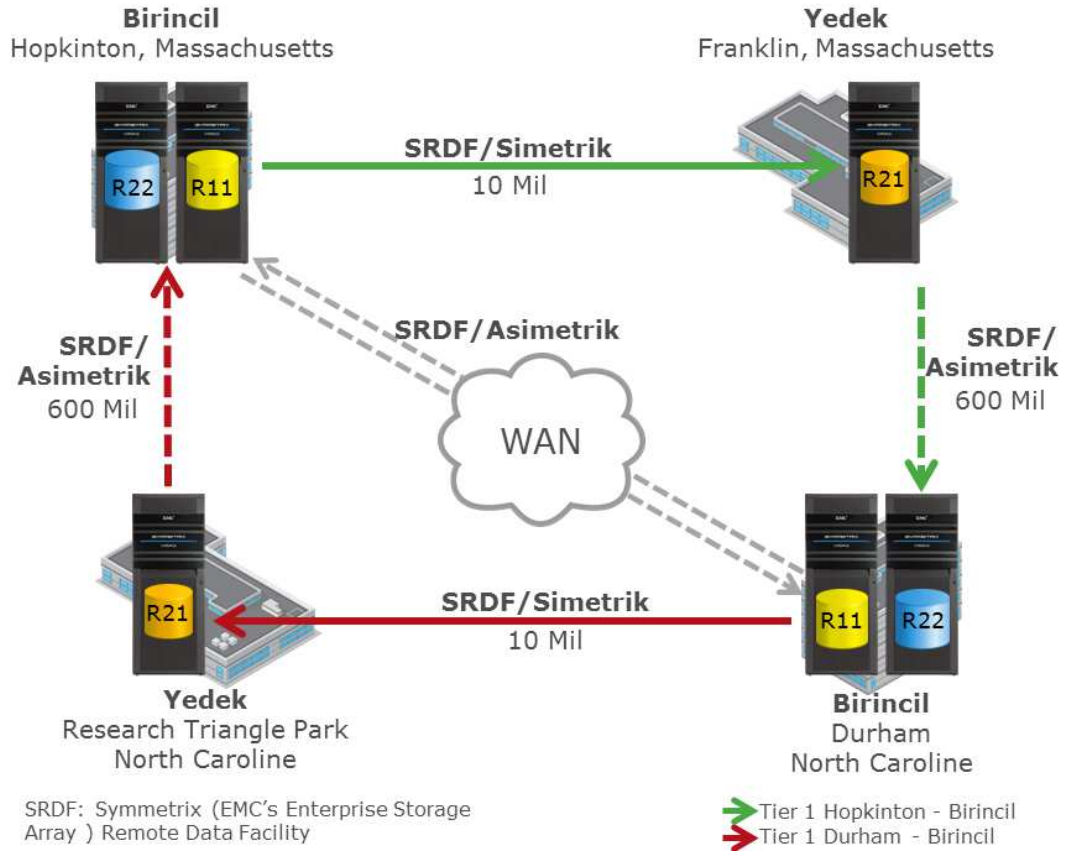 Birincil
Hopkinton, Massachusetts
Yedek
Franklin, Massachusetts
EMC²
EMC²
SYMMETRIX
R22
R11
SRDF/Simetrik
10 Mil
R21
SRDF/Asimetrik
SRDF/
Asimetrik
600 Mil
SRDF/
Asimetrik
600 Mil
WAN
R21
SRDF/Simetrik
10 Mil
R11
R22
Yedek
Research Triangle Park
North Caroline
Birincil
Durham
North Caroline
SRDF: Symmetrix (EMC's Enterprise Storage
Array ) Remote Data Facility
Tier 1 Hopkinton - Birincil
Tier 1 Durham - Birincil